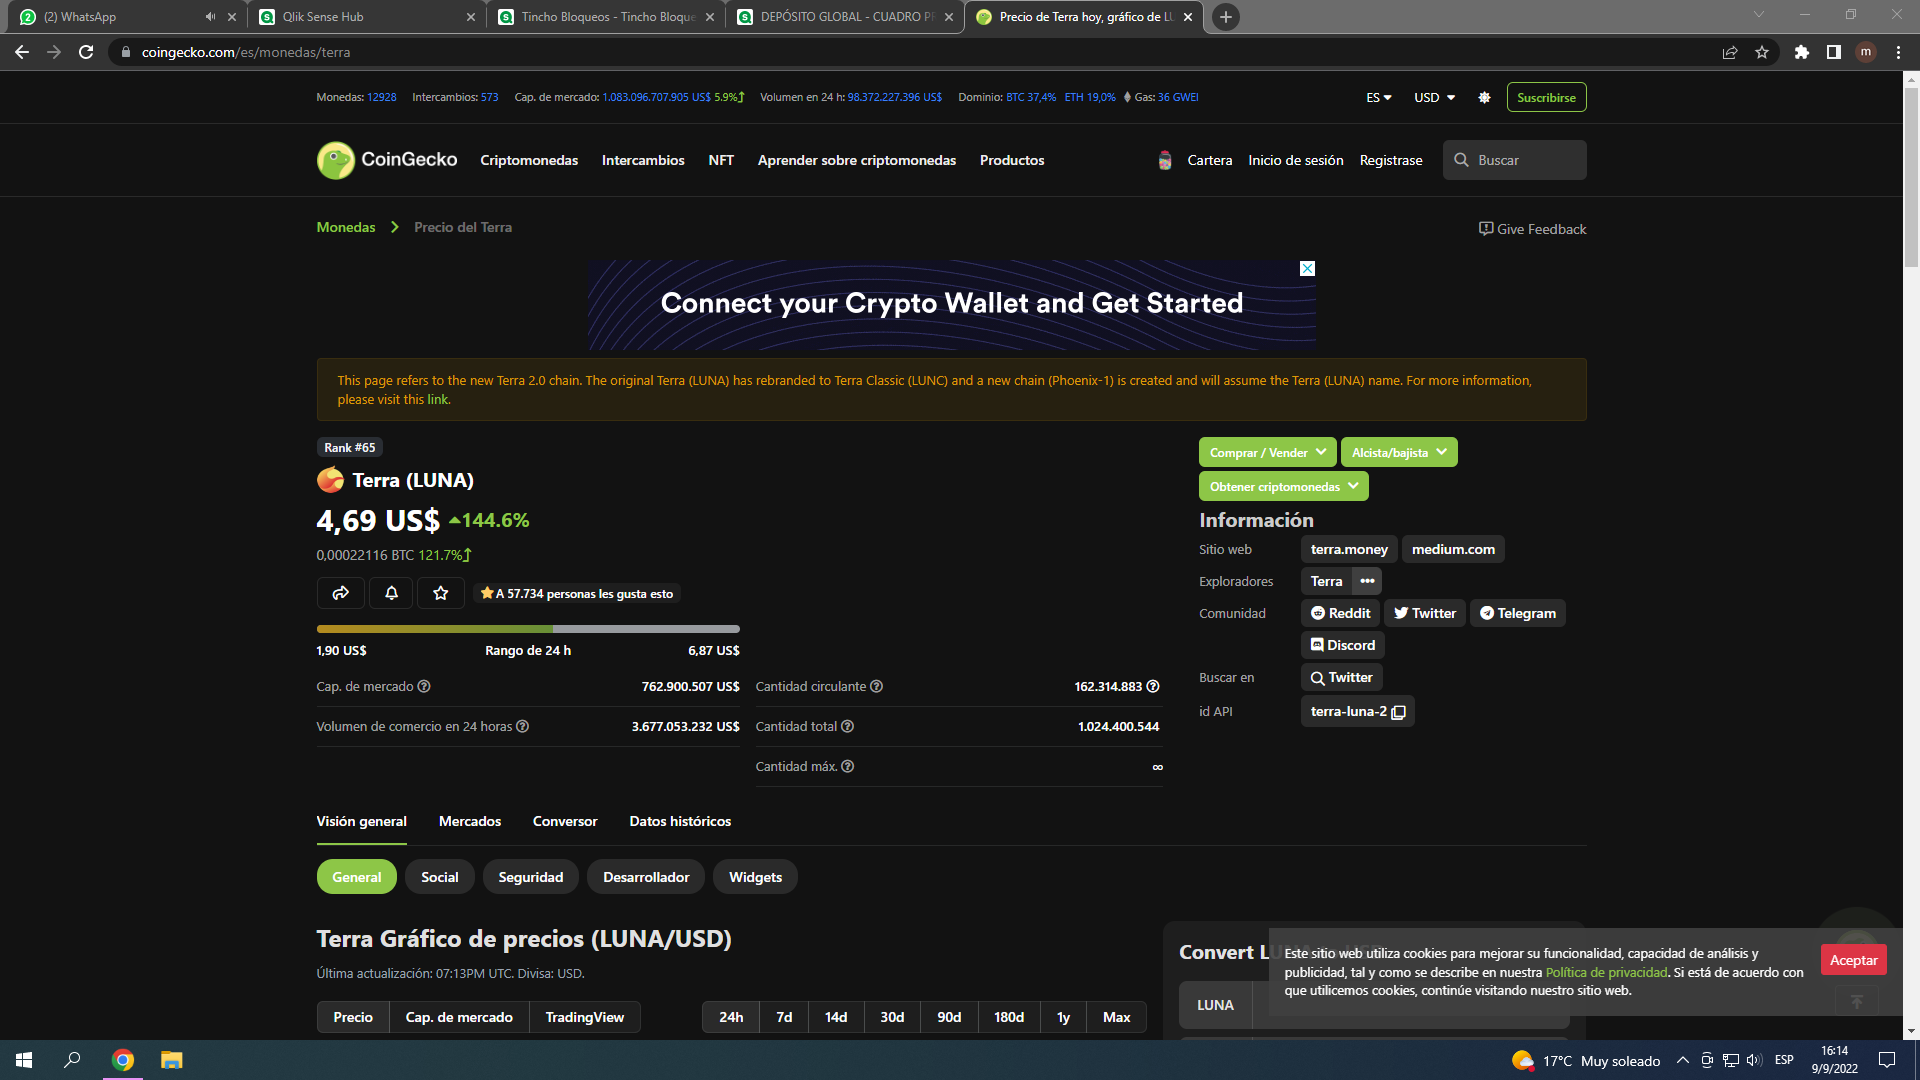 (2) WhatsApp
Qlik Sense Hub
Tincho Bloqueos - Tincho Bloque
DEPÓSITO GLOBAL - CUADRO PR
Precio de Terra hoy, gráfico de LU
coingecko.com/es/monedas/terra
m
Monedas: 12928 Intercambios: 573 Cap. de mercado: 1.083.096.707.905 US$ 5.9% Volumen en 24 h: 98.372.227.396 US$ Dominio: BTC 37,4% ETH 19,0% Gas: 36 GWEI
ES USD Suscribirse
CoinGecko Criptomonedas Intercambios NFT Aprender sobre criptomonedas Productos Cartera Inicio de sesión Registrase Buscar
Monedas Precio del Terra
Give Feedback
Connect your Crypto Wallet and Get Started
This page refers to the new Terra 2.0 chain. The original Terra (LUNA) has rebranded to Terra Classic (LUNC) and a new chain (Phoenix-1) is created and will assume the Terra (LUNA) name. For more information,
please visit this link.
Rank #65
Terra (LUNA)
4,69 US$ 144.6%
0,00022116 BTC 121.7%
A 57.734 personas les gusta esto
1,90 US$ Rango de 24 h 6,87 US$
Cap. de mercado 762.900.507 US$
Volumen de comercio en 24 horas 3.677.053.232 US$
Cantidad circulante 162.314.883
Cantidad total 1.024.400.544
Cantidad máx. ∞
Comprar / Vender Alcista/bajista
Obtener criptomonedas
Información
Sitio web terra.money medium.com
Exploradores Terra •••
Comunidad Reddit Twitter Telegram
Discord
Buscar en Twitter
id API terra-luna-2
Visión general Mercados Conversor Datos históricos
General Social Seguridad Desarrollador Widgets
Terra Gráfico de precios (LUNA/USD)
Última actualización: 07:13PM UTC. Divisa: USD.
Precio Cap. de mercado TradingView
24h 7d 14d 30d 90d 180d 1y Max
Convert
LUNA
Este sitio web utiliza cookies para mejorar su funcionalidad, capacidad de análisis y
publicidad, tal y como se describe en nuestra Política de privacidad. Si está de acuerdo con
que utilicemos cookies, continúe visitando nuestro sitio web.
Aceptar
17°C Muy soleado
ESP
16:14
9/9/2022